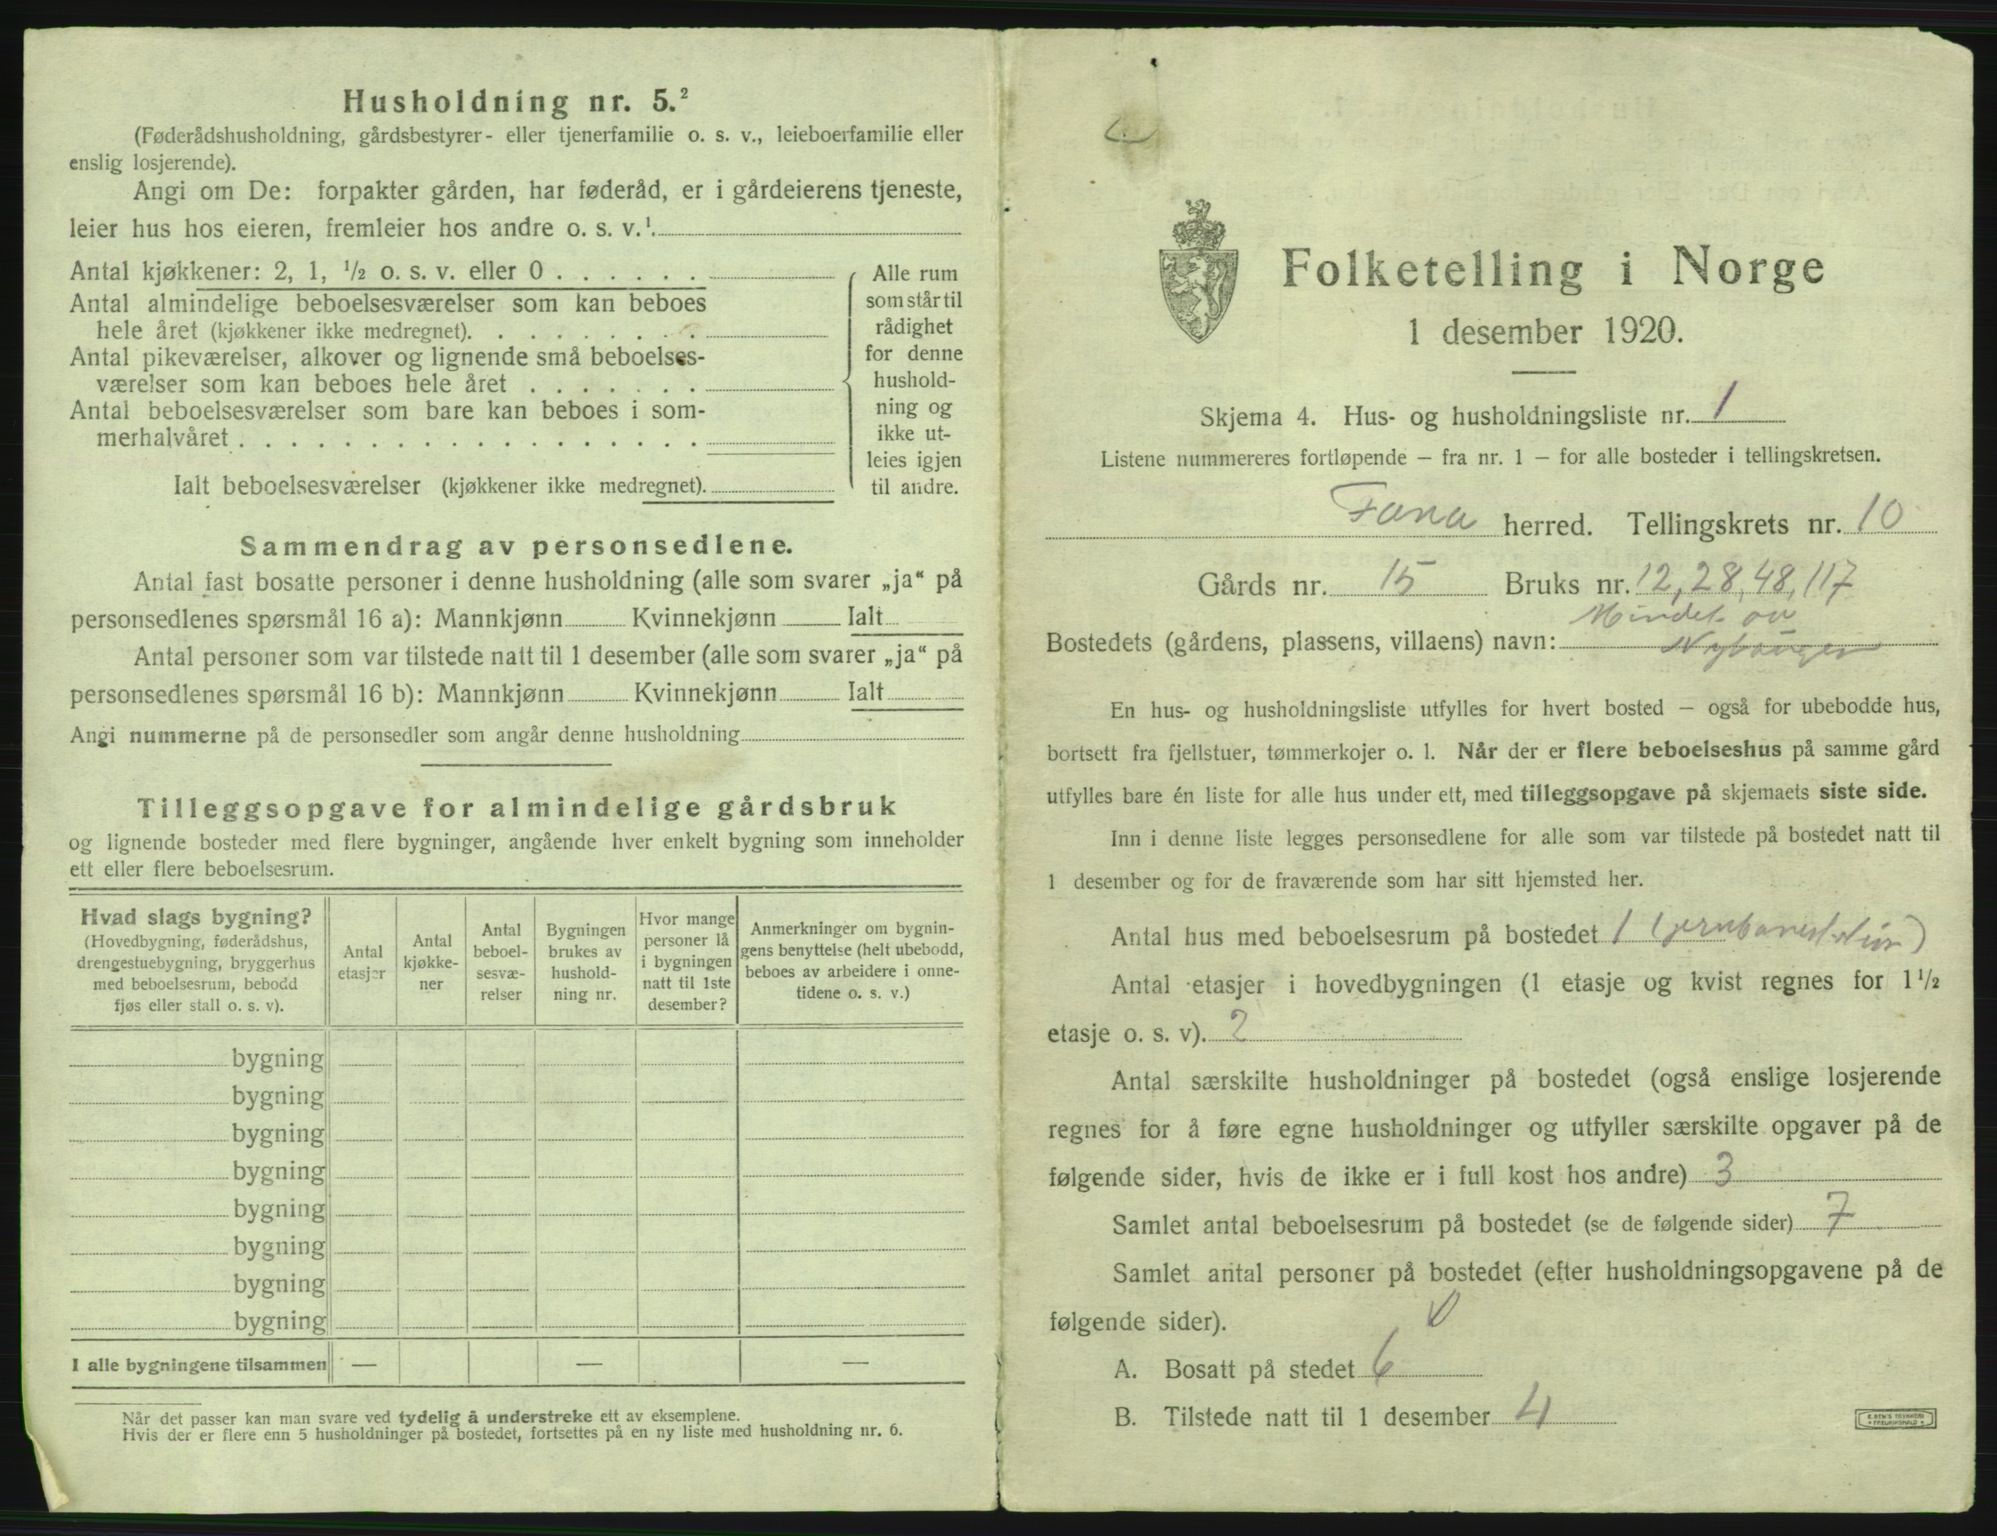 Husholdning nr. 5.²
(Føderådshusholdning, gårdsbestyrer- eller tjenerfamilie o. s. v., leieboerfamilie eller
enslig losjerende).
Angi om De: forpakter gården, har føderåd, er i gårdeierens tjeneste,
leier hus hos eieren, fremleier hos andre o. s. v.¹
Antal kjøkkener: 2, 1, ½ o. s. v. eller 0 . . . . . .
Antal almindelige beboelsesværelser som kan beboes
hele året (kjøkkener ikke medregnet). . . . . . . . .
Antal pikeværelser, alkover og lignende små beboelses-
værelser som kan beboes hele året . . . . . . .
Antal beboelsesværelser som bare kan beboes i som-
merhalvåret . . . . . . . . . . . . . . . . . .
Ialt beboelsesværelser (kjøkkener ikke medregnet).
Alle rum
som står til
rådighet
for denne
hushold-
ning og
ikke ut-
leies igjen
til andre.
Sammendrag av personsedlene.
Antal fast bosatte personer i denne husholdning (alle som svarer „ja“ på
personsedlenes spørsmål 16 a): Mannkjønn Kvinnekjønn Ialt
Antal personer som var tilstede natt til 1 desember (alle som svarer „ja“ på
personsedlenes spørsmål 16 b): Mannkjønn Kvinnekjønn Ialt
Angi nummerne på de personsedler som angår denne husholdning
Tilleggsopgave for almindelige gårdsbruk
og lignende bosteder med flere bygninger, angående hver enkelt bygning som inneholder
ett eller flere beboelsesrum.
Hvad slags bygning?
(Hovedbygning, føderådshus,
drengestuebygning, bryggerhus
med beboelsesrum, bebodd
fjøs eller stall o. s. v).
Antal
etasjer
Antal
kjøkke-
ner
Antal
beboel-
sesvæ-
relser
Bygningen
brukes av
hushold-
ning nr.
Hvor mange
personer lå
i bygningen
natt til 1ste
desember?
Anmerkninger om bygnin-
gens benyttelse (helt ubebodd,
beboes av arbeidere i onne-
tidene o. s. v.)
bygning
bygning
bygning
bygning
bygning
bygning
bygning
bygning
I alle bygningene tilsammen — — —
Når det passer kan man svare ved tydelig å understreke ett av eksemplene.
Hvis der er flere enn 5 husholdninger på bostedet, fortsettes på en ny liste med husholdning nr. 6.
Folketelling i Norge
1 desember 1920.
Skjema 4. Hus- og husholdningsliste nr. 1
Listene nummereres fortløpende – fra nr. 1 – for alle bosteder i tellingskretsen.
Fana herred. Tellingskrets nr. 10
Gårds nr. 15 Bruks nr. 12, 28, 48, 117
Mindet av
Bostedets (gårdens, plassens, villaens) navn:
En hus- og husholdningsliste utfylles for hvert bosted – også for ubebodde hus,
bortsett fra fjellstuer, tømmerkojer o. l. Når der er flere beboelseshus på samme gård
utfylles bare én liste for alle hus under ett, med tilleggsopgave på skjemaets siste side.
Inn i denne liste legges personsedlene for alle som var tilstede på bostedet natt til
1 desember og for de fraværende som har sitt hjemsted her.
Antal hus med beboelsesrum på bostedet 1 (jernbanestation)
Antal etasjer i hovedbygningen (1 etasje og kvist regnes for 1½
etasje o. s. v). 2
Antal særskilte husholdninger på bostedet (også enslige losjerende
regnes for å føre egne husholdninger og utfyller særskilte opgaver på de
følgende sider, hvis de ikke er i full kost hos andre) 3
Samlet antal beboelsesrum på bostedet (se de følgende sider) 7
Samlet antal personer på bostedet (efter husholdningsopgavene på de
følgende sider).
A. Bosatt på stedet 6
B. Tilstede natt til 1 desember 4